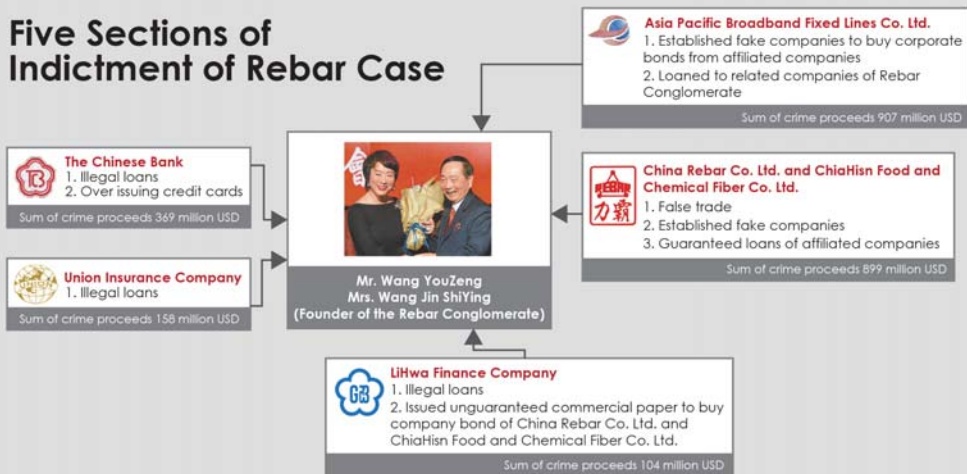 Five Sections of
Indictment of Rebar Case
Asia Pacific Broadband Fixed Lines Co. Ltd.
1. Established fake companies to buy corporate
bonds from affiliated companies
2. Loaned to related companies of Rebar
Conglomerate
Sum of crime proceeds 907 million USD
The Chinese Bank
1. Illegal loans
2. Over issuing credit cards
Sum of crime proceeds 369 million USD
會
REBAR
力霸
China Rebar Co. Ltd. and ChiaHisn Food and
Chemical Fiber Co. Ltd.
1. False trade
2. Established fake companies
3. Guaranteed loans of affiliated companies
Sum of crime proceeds 899 million USD
Union Insurance Company
1. Illegal loans
Sum of crime proceeds 158 million USD
Mr. Wang YouZeng
Mrs. Wang Jin ShiYing
(Founder of the Rebar Conglomerate)
LiHwa Finance Company
1. Illegal loans
2. Issued unguaranteed commercial paper to buy
company bond of China Rebar Co. Ltd. and
ChiaHisn Food and Chemical Fiber Co. Ltd.
Sum of crime proceeds 104 million USD